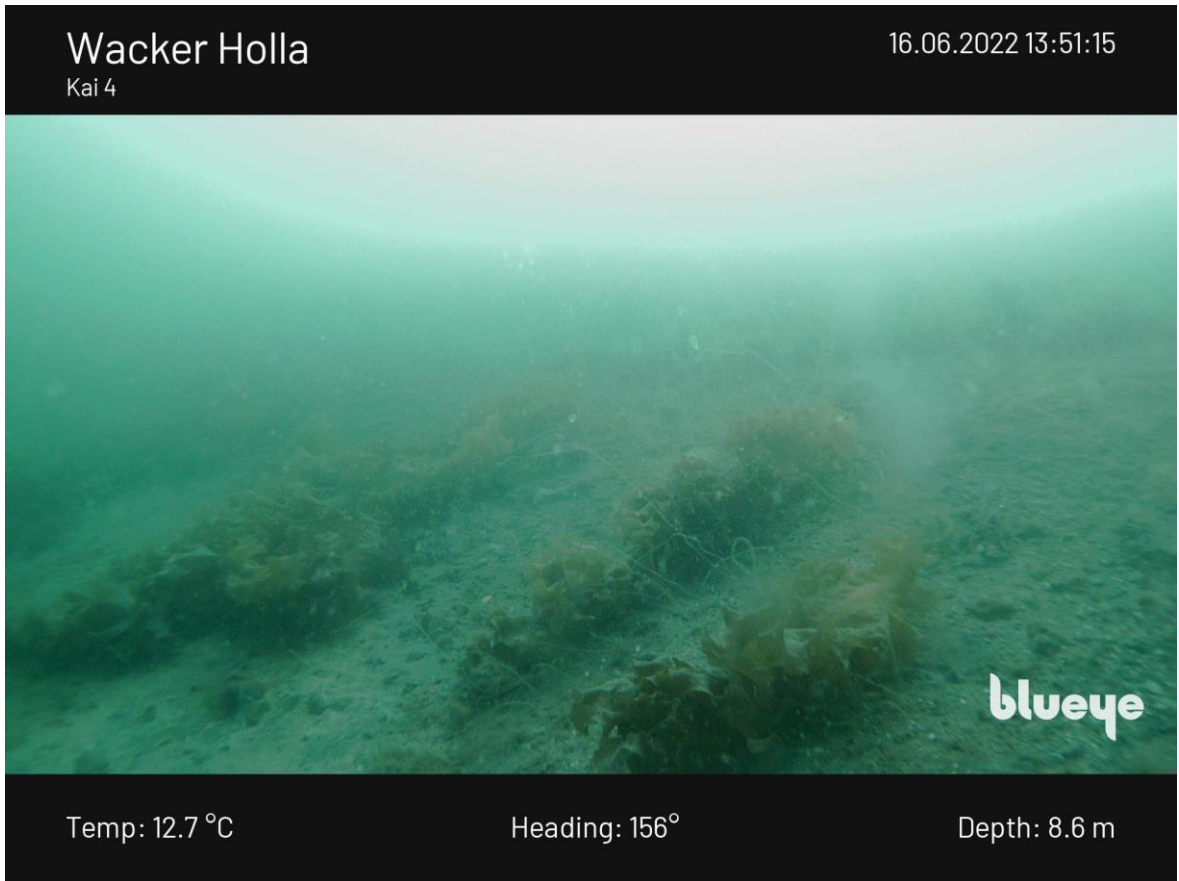 Wacker Holla
Kai 4
16.06.2022 13:51:15
blueye
Temp: 12.7 °C
Heading: 156°
Depth: 8.6 m